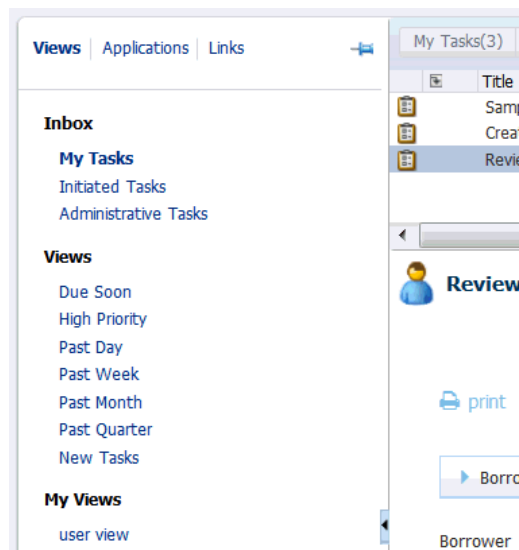 Views Applications Links
Inbox
My Tasks
Initiated Tasks
Administrative Tasks
Views
Due Soon
High Priority
Past Day
Past Week
Past Month
Past Quarter
New Tasks
My Views
user view
My Tasks(3)
Title
Review
print
Borrower